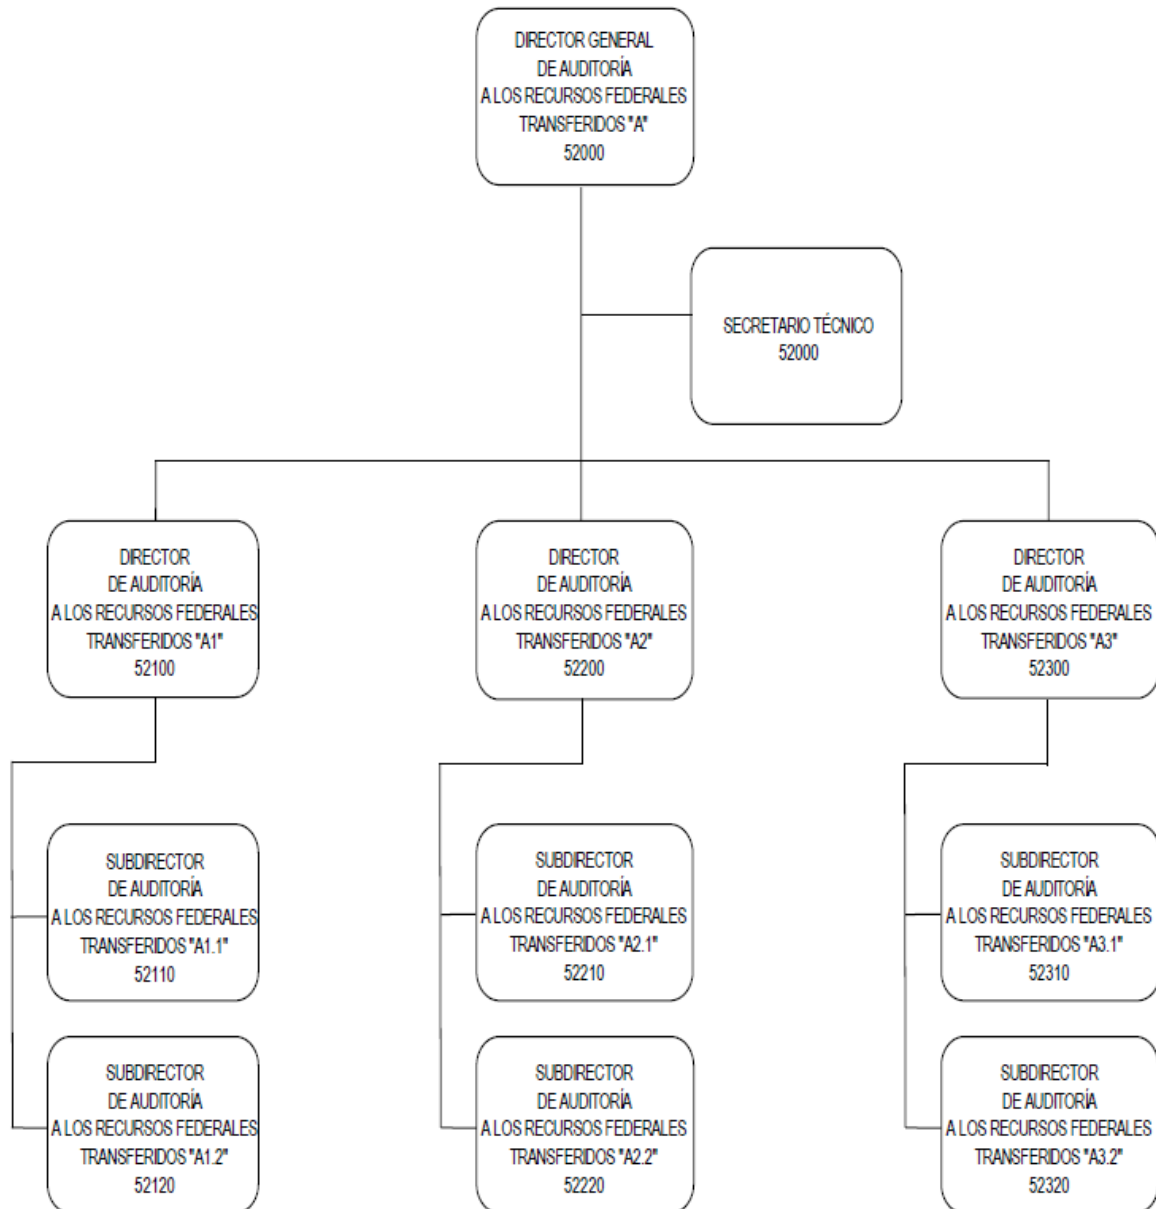 DIRECTOR GENERAL
DE AUDITORÍA
A LOS RECURSOS FEDERALES
TRANSFERIDOS "A"
52000
SECRETARIO TÉCNICO
52000
DIRECTOR
DE AUDITORÍA
A LOS RECURSOS FEDERALES
TRANSFERIDOS "A1"
52100
DIRECTOR
DE AUDITORÍA
A LOS RECURSOS FEDERALES
TRANSFERIDOS "A2"
52200
DIRECTOR
DE AUDITORÍA
A LOS RECURSOS FEDERALES
TRANSFERIDOS "A3"
52300
SUBDIRECTOR
DE AUDITORÍA
A LOS RECURSOS FEDERALES
TRANSFERIDOS "A1.1"
52110
SUBDIRECTOR
DE AUDITORÍA
A LOS RECURSOS FEDERALES
TRANSFERIDOS "A2.1"
52210
SUBDIRECTOR
DE AUDITORÍA
A LOS RECURSOS FEDERALES
TRANSFERIDOS "A3.1"
52310
SUBDIRECTOR
DE AUDITORÍA
A LOS RECURSOS FEDERALES
TRANSFERIDOS "A1.2"
52120
SUBDIRECTOR
DE AUDITORÍA
A LOS RECURSOS FEDERALES
TRANSFERIDOS "A2.2"
52220
SUBDIRECTOR
DE AUDITORÍA
A LOS RECURSOS FEDERALES
TRANSFERIDOS "A3.2"
52320